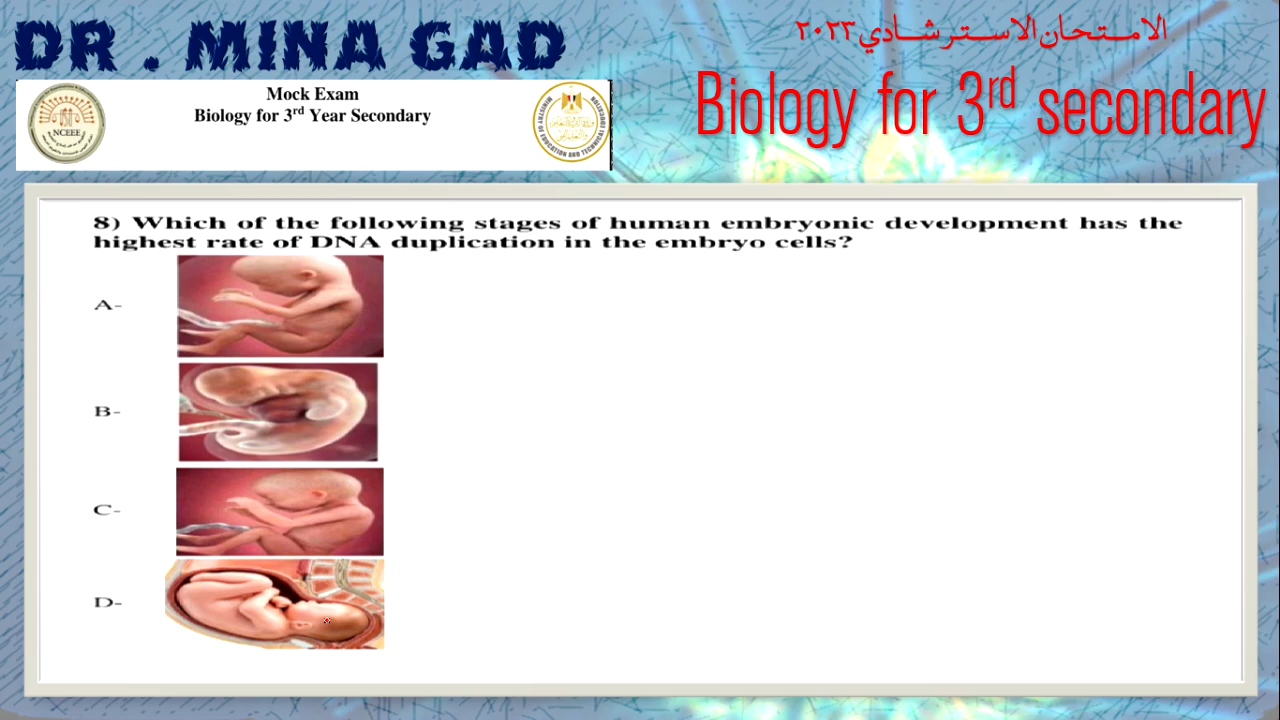 DR . MINA GAD
الامتحان الاسترشادي ٢٠٢٣
Biology for 3rd secondary
Mock Exam
Biology for 3rd Year Secondary
NCEEE
8) Which of the following stages of human embryonic development has the
highest rate of DNA duplication in the embryo cells?
A-
B-
C-
D-